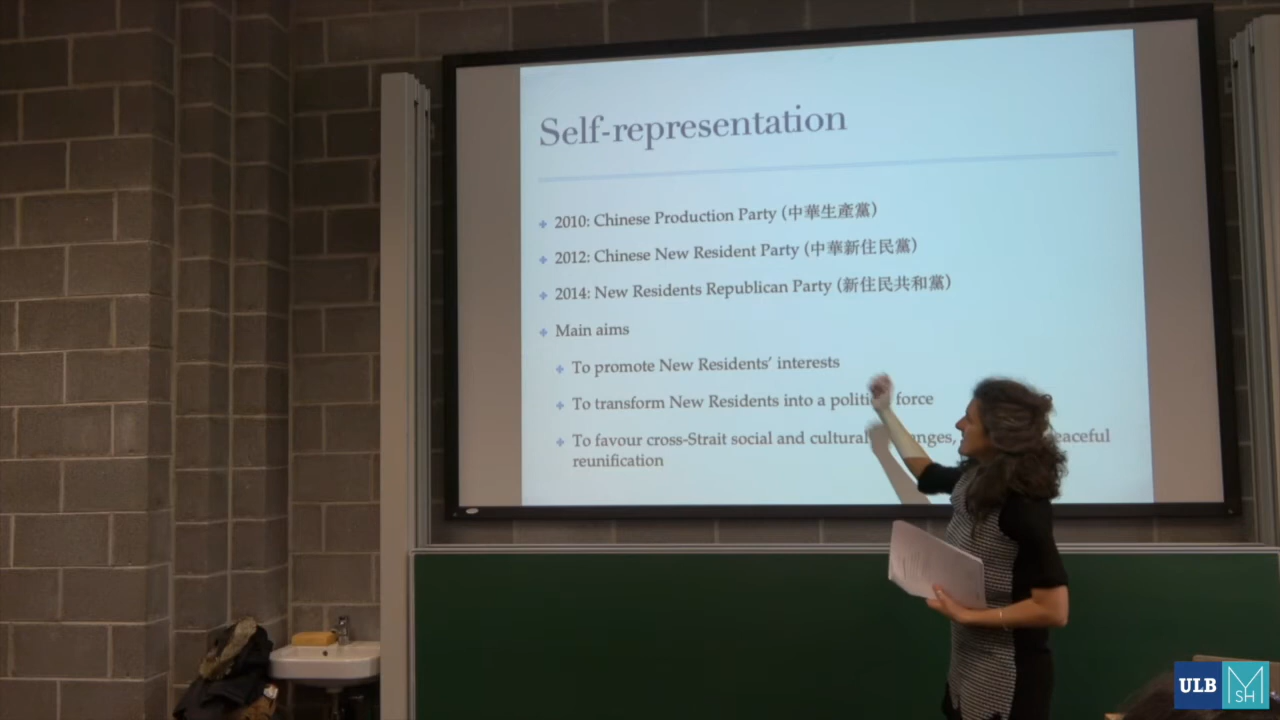 Self-representation
2010: Chinese Production Party (中華生產黨)
2012: Chinese New Resident Party (中華新住民黨)
2014: New Residents Republican Party (新住民共和黨)
Main aims
To promote New Residents' interests
To transform New Residents into a force
To favour cross-Strait social and cultural
reunification
ULB
MSH